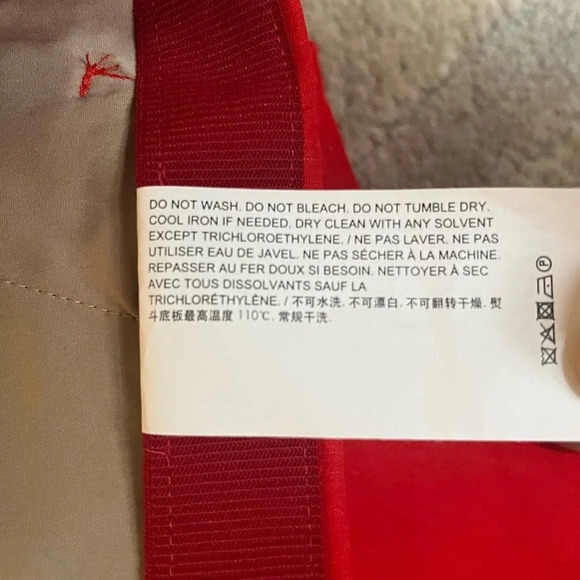 DO NOT WASH. DO NOT BLEACH. DO NOT TUMBLE DRY.
COOL IRON IF NEEDED. DRY CLEAN WITH ANY SOLVENT
EXCEPT TRICHLOROETHYLENE. / NE PAS LAVER. NE PAS
UTILISER EAU DE JAVEL. NE PAS SÉCHER À LA MACHINE.
REPASSER AU FER DOUX SI BESOIN. NETTOYER À SEC
AVEC TOUS DISSOLVANTS SAUF LA
TRICHLORÉTHYLÈNE. / 不可水洗. 不可漂白. 不可翻转干燥. 熨
斗底板最高温度 110℃. 常规干洗.
P